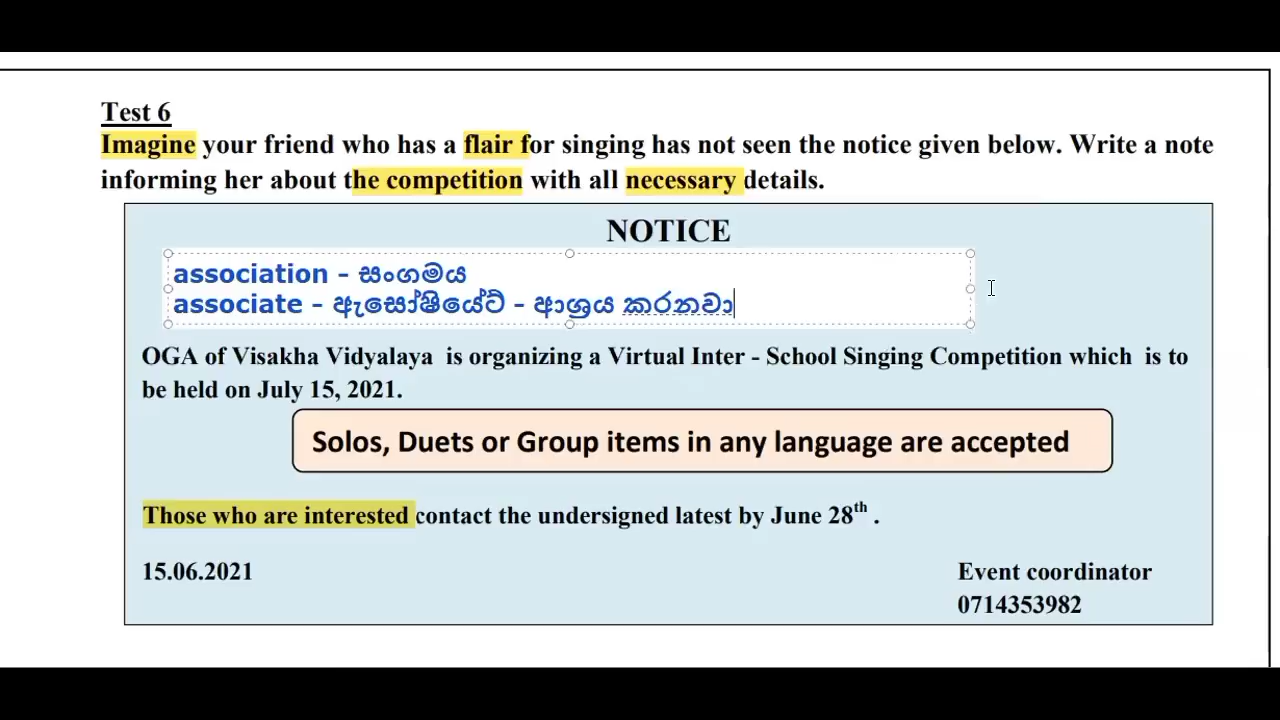 Test 6
Imagine your friend who has a flair for singing has not seen the notice given below. Write a note
informing her about the competition with all necessary details.
NOTICE
association - සංගමය
associate - ඇසෝෂියේට් - ආශ්‍රය කරනවා
OGA of Visakha Vidyalaya is organizing a Virtual Inter - School Singing Competition which is to
be held on July 15, 2021.
Solos, Duets or Group items in any language are accepted
Those who are interested contact the undersigned latest by June 28th .
15.06.2021 Event coordinator
0714353982